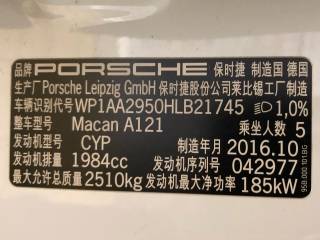 品牌 PORSCHE 保时捷 制造国 德国
生产厂 Porsche Leipzig GmbH 保时捷股份公司莱比锡工厂制造
车辆识别代号 WP1AA2950HLB21745 1,0%
整车型号 Macan A121 乘坐人数 5
发动机型号 CYP 制造年月 2016.10
发动机排量 1984cc 发动机序列号 042977
最大允许总质量 2510kg 发动机最大净功率 185kW
95B.000.101.BG